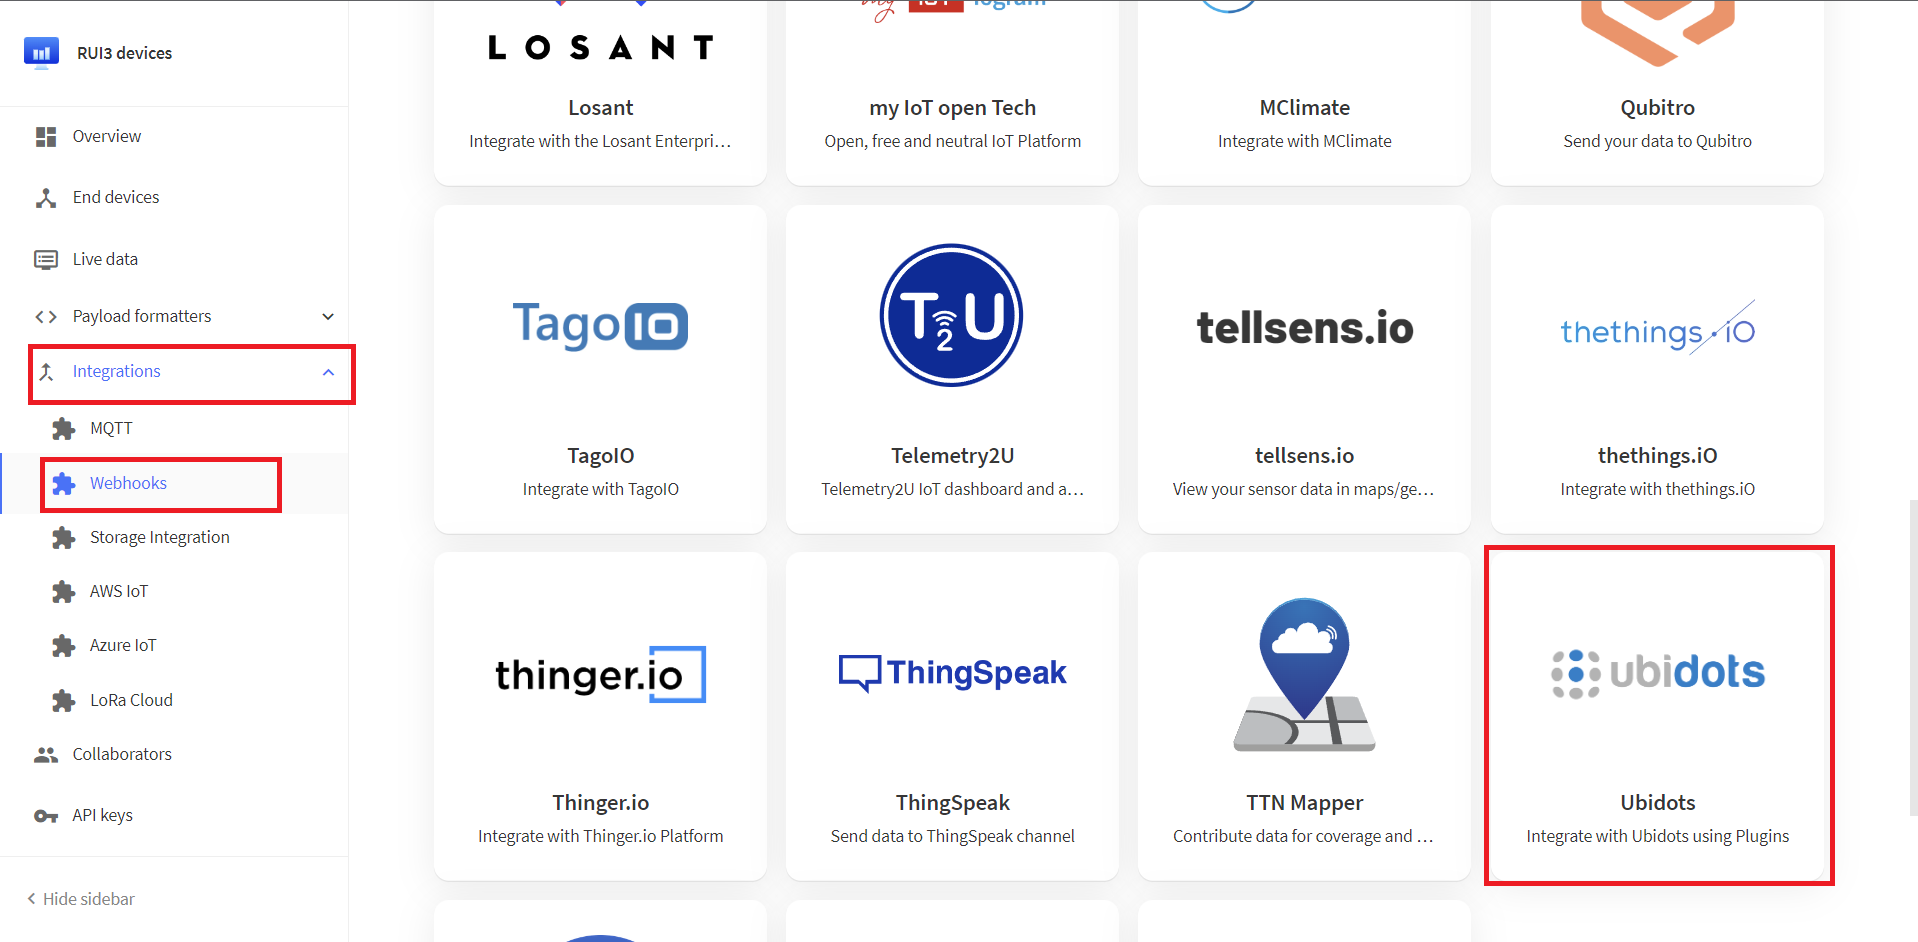 RUI3 devices
Overview
End devices
Live data
Payload formatters
Integrations
MQTT
Webhooks
Storage Integration
AWS IoT
Azure IoT
LoRa Cloud
Collaborators
API keys
Hide sidebar
LOSANT
Losant
Integrate with the Losant Enterpri…
my IoT open Tech
Open, free and neutral IoT Platform
MClimate
Integrate with MClimate
Qubitro
Send your data to Qubitro
TagoIO
TagoIO
Integrate with TagoIO
T2U
Telemetry2U
Telemetry2U IoT dashboard and a…
tellsens.io
tellsens.io
View your sensor data in maps/ge…
thethings.iO
thethings.iO
Integrate with thethings.iO
thinger.io
Thinger.io
Integrate with Thinger.io Platform
ThingSpeak
ThingSpeak
Send data to ThingSpeak channel
TTN Mapper
Contribute data for coverage and …
ubidots
Ubidots
Integrate with Ubidots using Plugins